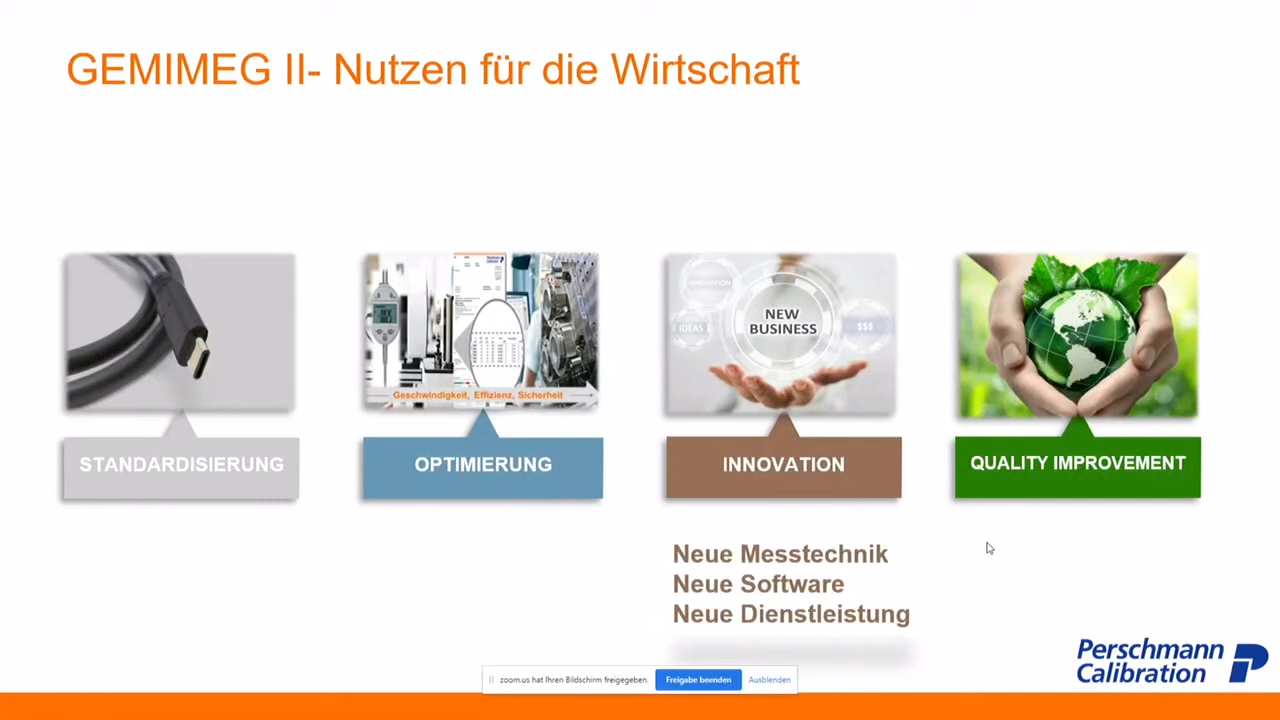 GEMIMEG II- Nutzen für die Wirtschaft
INNOVATION
IDEAS
NEW
BUSINESS
$$$
Geschwindigkeit, Effizienz, Sicherheit
STANDARDISIERUNG
OPTIMIERUNG
INNOVATION
QUALITY IMPROVEMENT
Neue Messtechnik
Neue Software
Neue Dienstleistung
Perschmann
Calibration
zoom.us hat Ihren Bildschirm freigegeben.
Freigabe beenden
Ausblenden